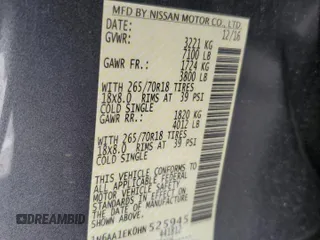 MFD BY NISSAN MOTOR CO., LTD
12/16
GVWR: 3221 KG
7100 LB
GAWR FR.: 1724 KG
3800 LB
WITH 265/70R18 TIRES
18X8.0 RIMS AT 39 PSI
COLD SINGLE
GAWR RR.: 1820 KG
4012 LB
WITH 265/70R18 TIRES
18X8.0 RIMS AT 39 PSI
COLD SINGLE
THIS VEHICLE CONFORMS
TO ALL APPLICABLE U.S. FEDERAL
MOTOR VEHICLE SAFETY
STANDARDS IN EFFECT ON THE
DATE OF MANUFACTURE
SHOWN ABOVE.
1N6AA1EK0HN 525945
DREAMBID